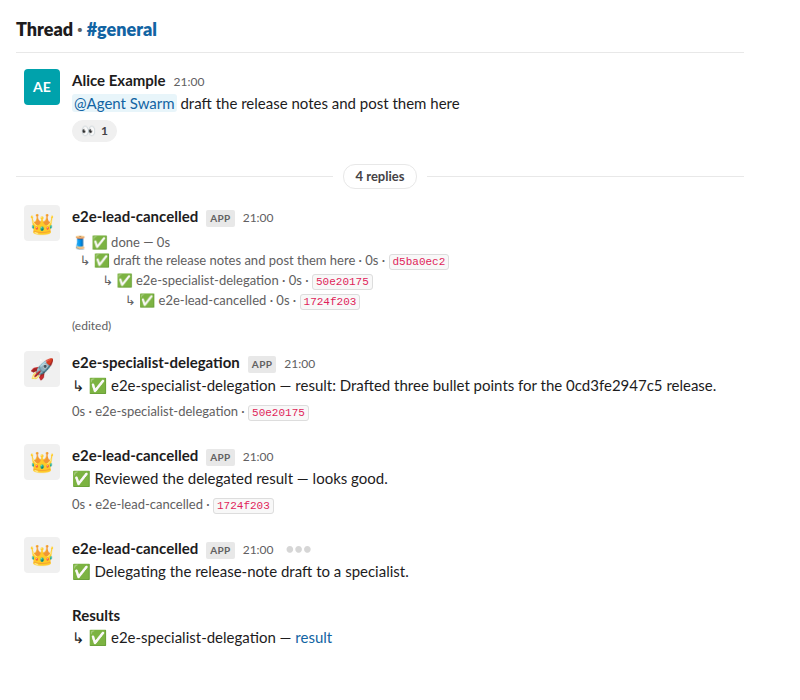 Thread • #general
AE
Alice Example 21:00
@Agent Swarm draft the release notes and post them here
👀 1
4 replies
e2e-lead-cancelled APP 21:00
🧵 ✅ done — 0s
↳ ✅ draft the release notes and post them here · 0s · d5ba0ec2
↳ ✅ e2e-specialist-delegation · 0s · 50e20175
↳ ✅ e2e-lead-cancelled · 0s · 1724f203
(edited)
e2e-specialist-delegation APP 21:00
↳ ✅ e2e-specialist-delegation — result: Drafted three bullet points for the 0cd3fe2947c5 release.
0s · e2e-specialist-delegation · 50e20175
e2e-lead-cancelled APP 21:00
✅ Reviewed the delegated result — looks good.
0s · e2e-lead-cancelled · 1724f203
e2e-lead-cancelled APP 21:00
✅ Delegating the release-note draft to a specialist.
Results
↳ ✅ e2e-specialist-delegation — result